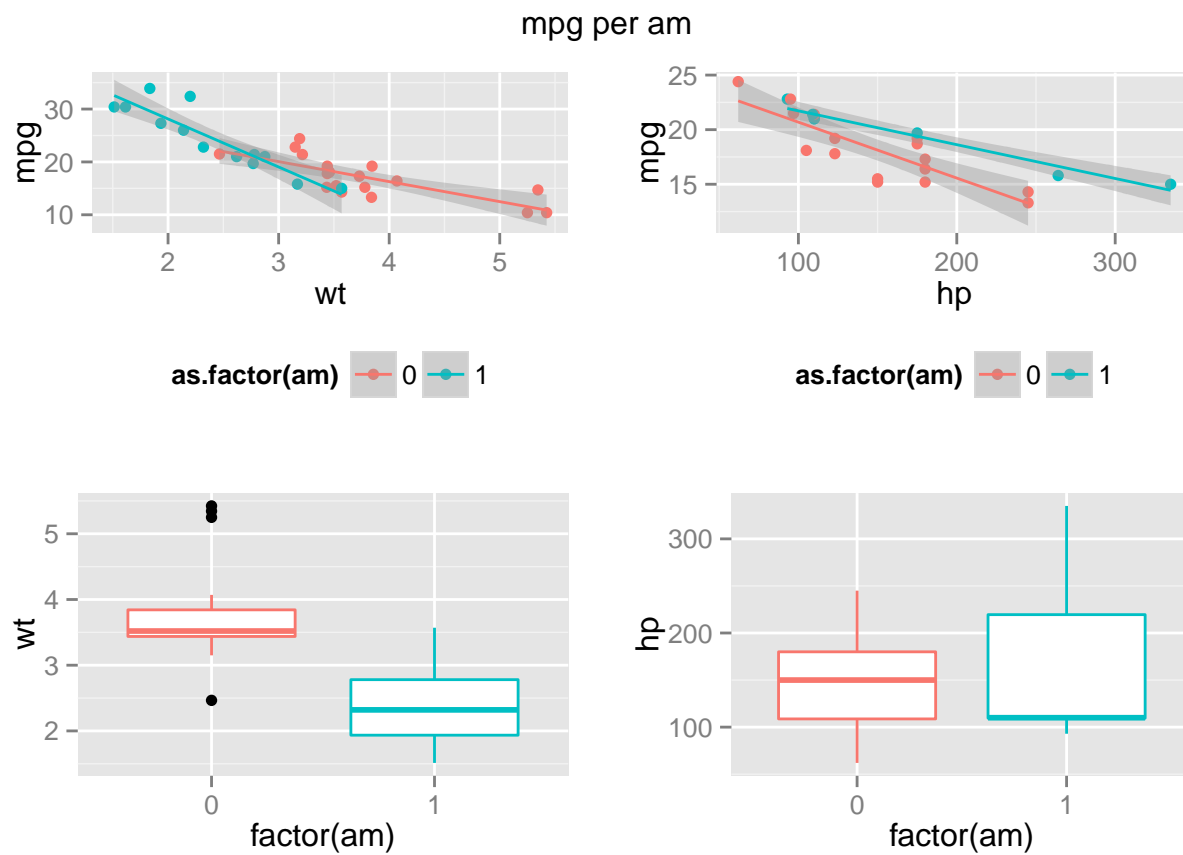 mpg per am
mpg
30
20
10
2 3 4 5
wt
as.factor(am) 0 1
mpg
25
20
15
100 200 300
hp
as.factor(am) 0 1
wt
5
4
3
2
0 1
factor(am)
hp
300
200
100
0 1
factor(am)